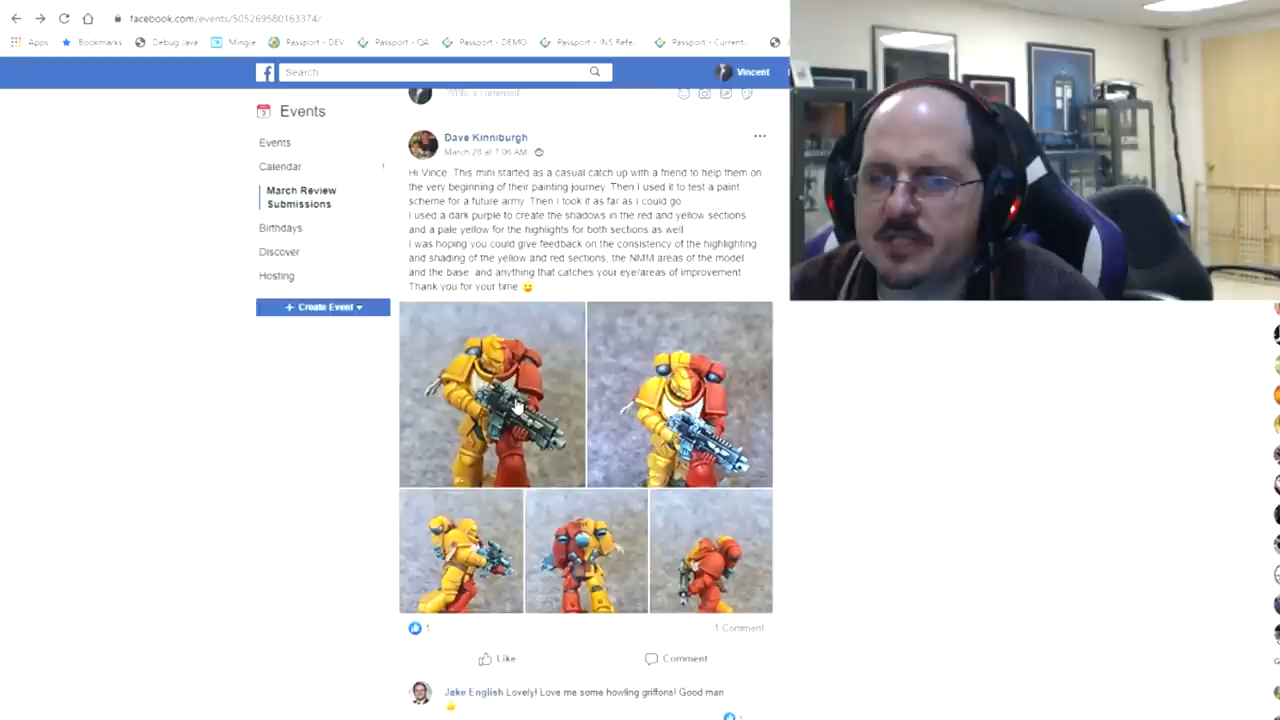 facebook.com/events/505269580163374/
Apps Bookmarks Debug Java Mingle Passport - DEV Passport - QA Passport - DEMO Passport - INS Refe... Passport - Current...
Search
Vincent
Write a comment
Events
Events
Calendar 1
March Review
Submissions
Birthdays
Discover
Hosting
+ Create Event
Dave Kinniburgh
March 28 at 7:06 AM
Hi Vince. This mini started as a casual catch up with a friend to help them on
the very beginning of their painting journey. Then I used it to test a paint
scheme for a future army. Then I took it as far as I could go
I used a dark purple to create the shadows in the red and yellow sections
and a pale yellow for the highlights for both sections as well
I was hoping you could give feedback on the consistency of the highlighting
and shading of the yellow and red sections, the NMM areas of the model
and the base and anything that catches your eye/areas of improvement
Thank you for your time
1
1 Comment
Like Comment
Jake English Lovely! Love me some howling griffons! Good man
1